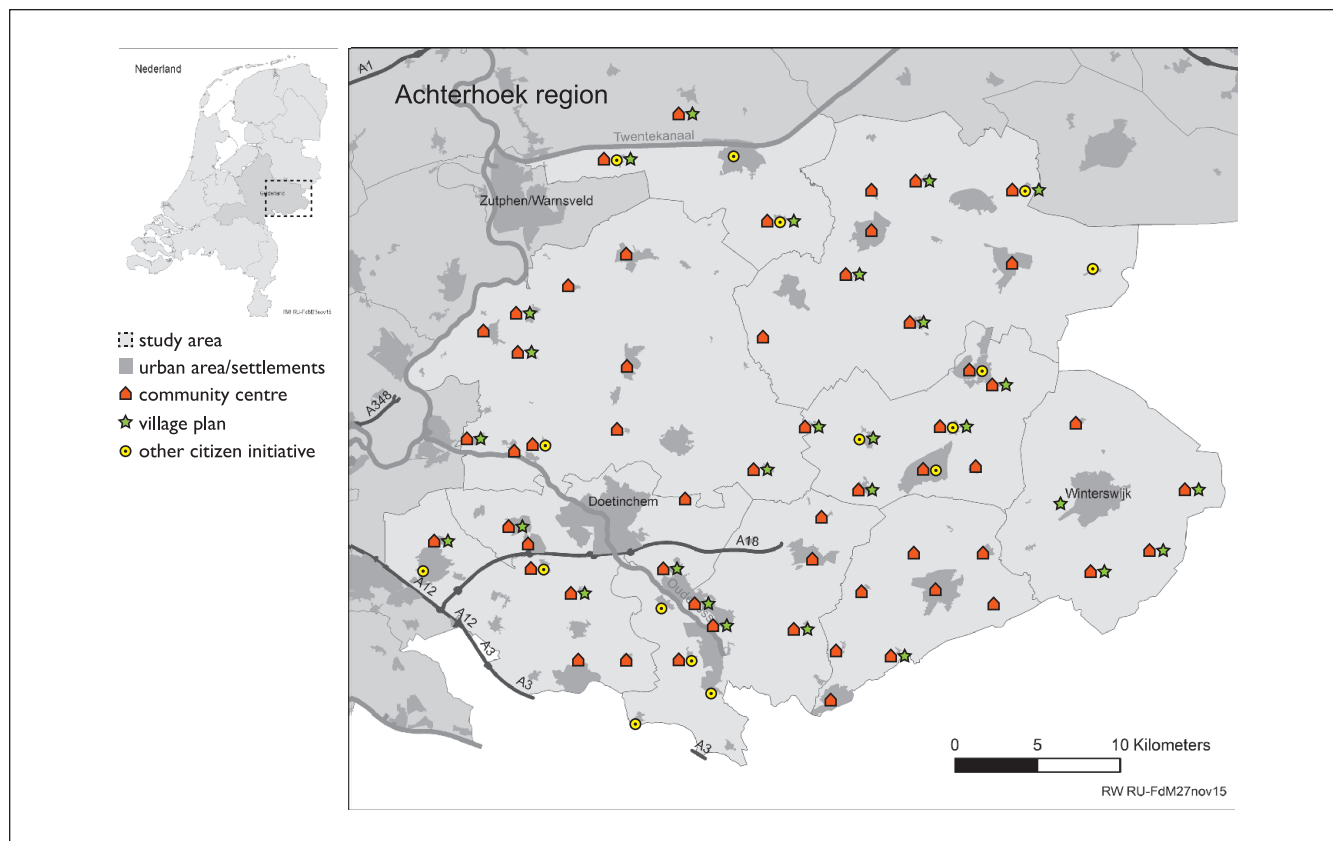 Nederland
Gelderland
RW RU-FdM27nov15
study area
urban area/settlements
community centre
village plan
other citizen initiative
Achterhoek region
A1
Twentekanaal
Zutphen/Warnsveld
A348
Doetinchem
Winterswijk
A18
A12
A12
A3
A3
A3
0 5 10 Kilometers
RW RU-FdM27nov15